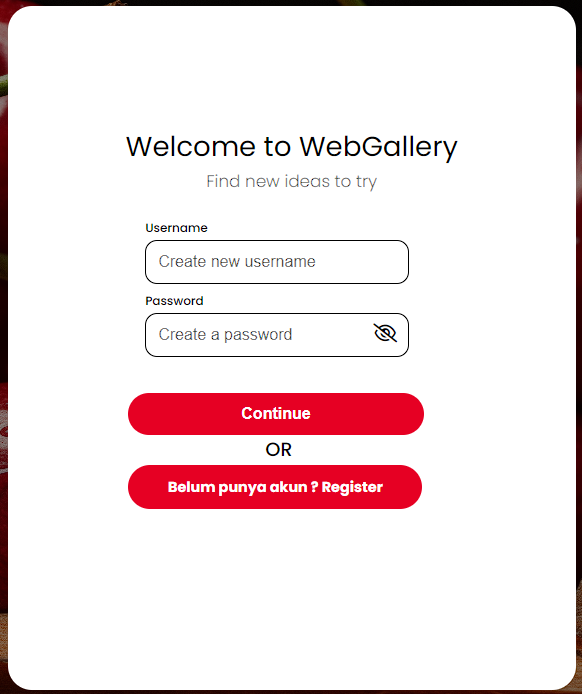 Welcome to WebGallery
Find new ideas to try
Username
Create new username
Password
Create a password
Continue
OR
Belum punya akun ? Register